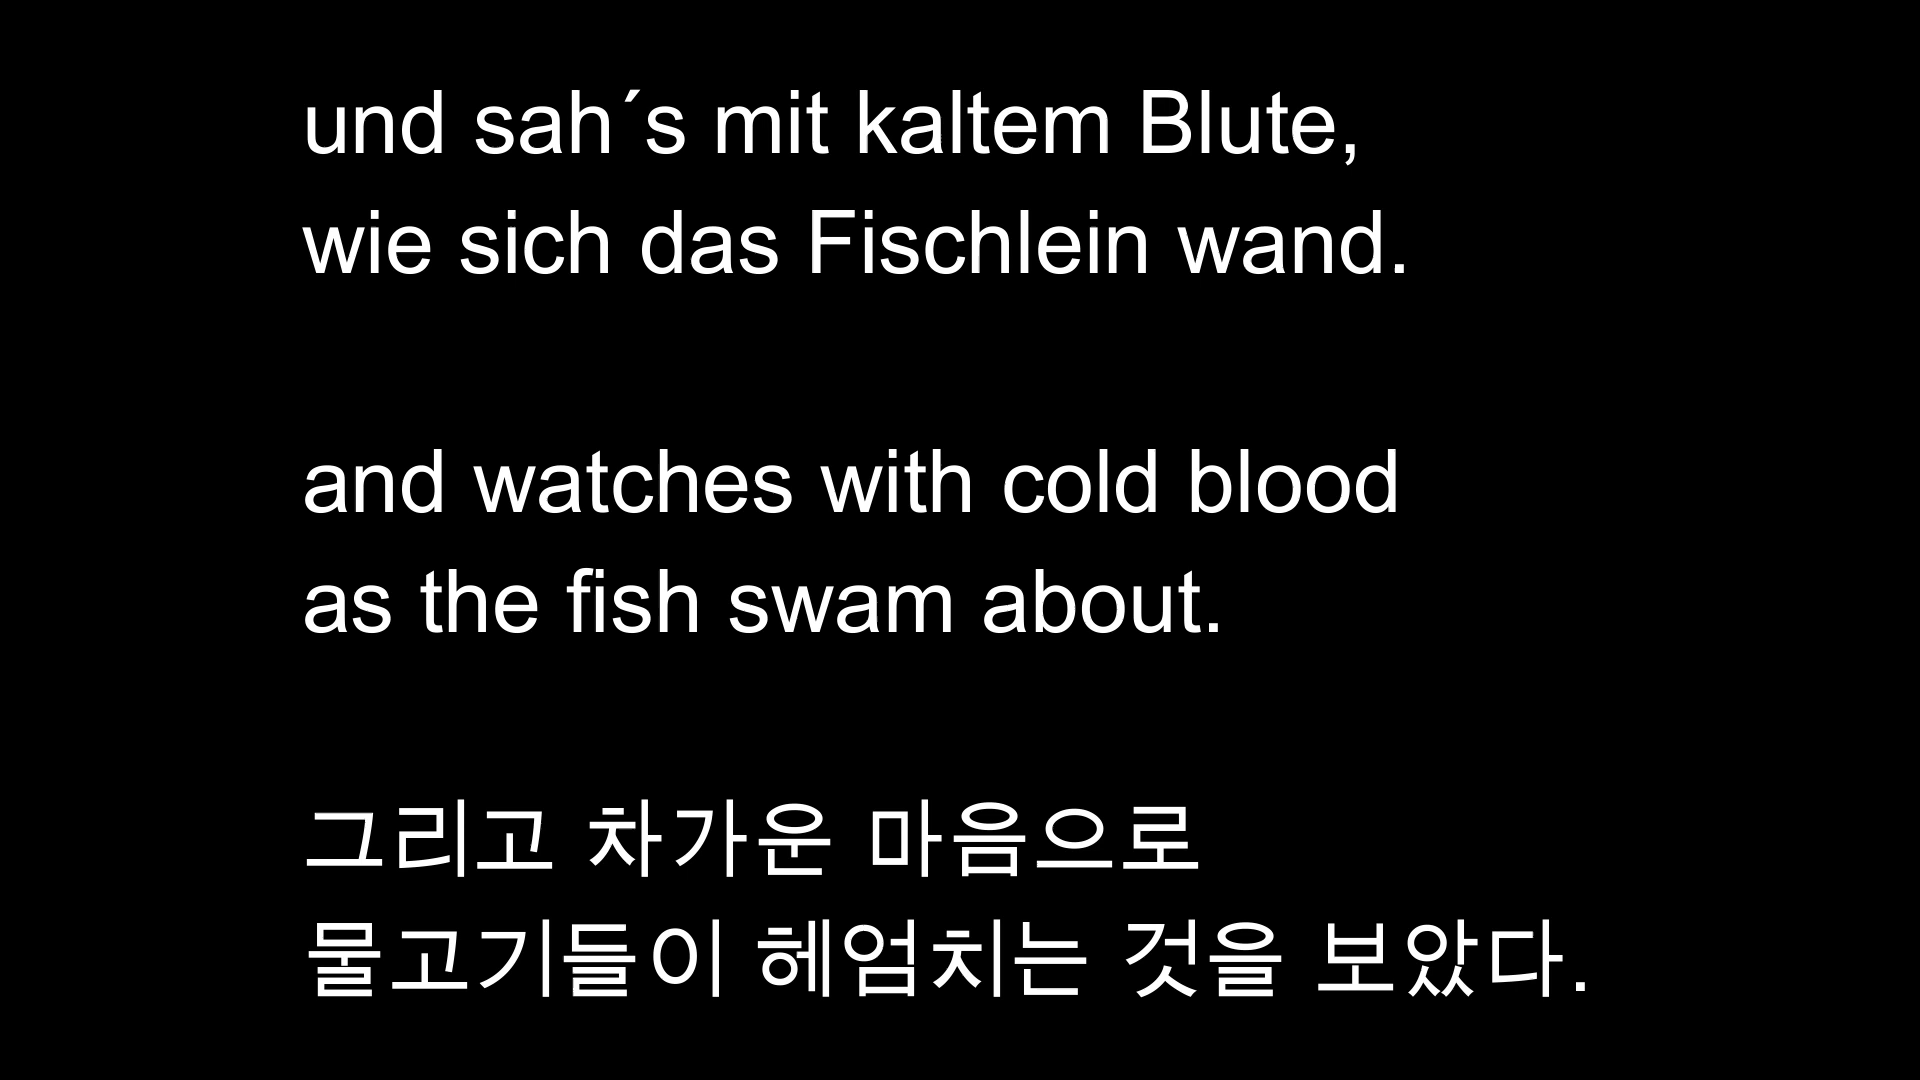 und sah´s mit kaltem Blute,
wie sich das Fischlein wand.
and watches with cold blood
as the fish swam about.
그리고 차가운 마음으로
물고기들이 헤엄치는 것을 보았다.